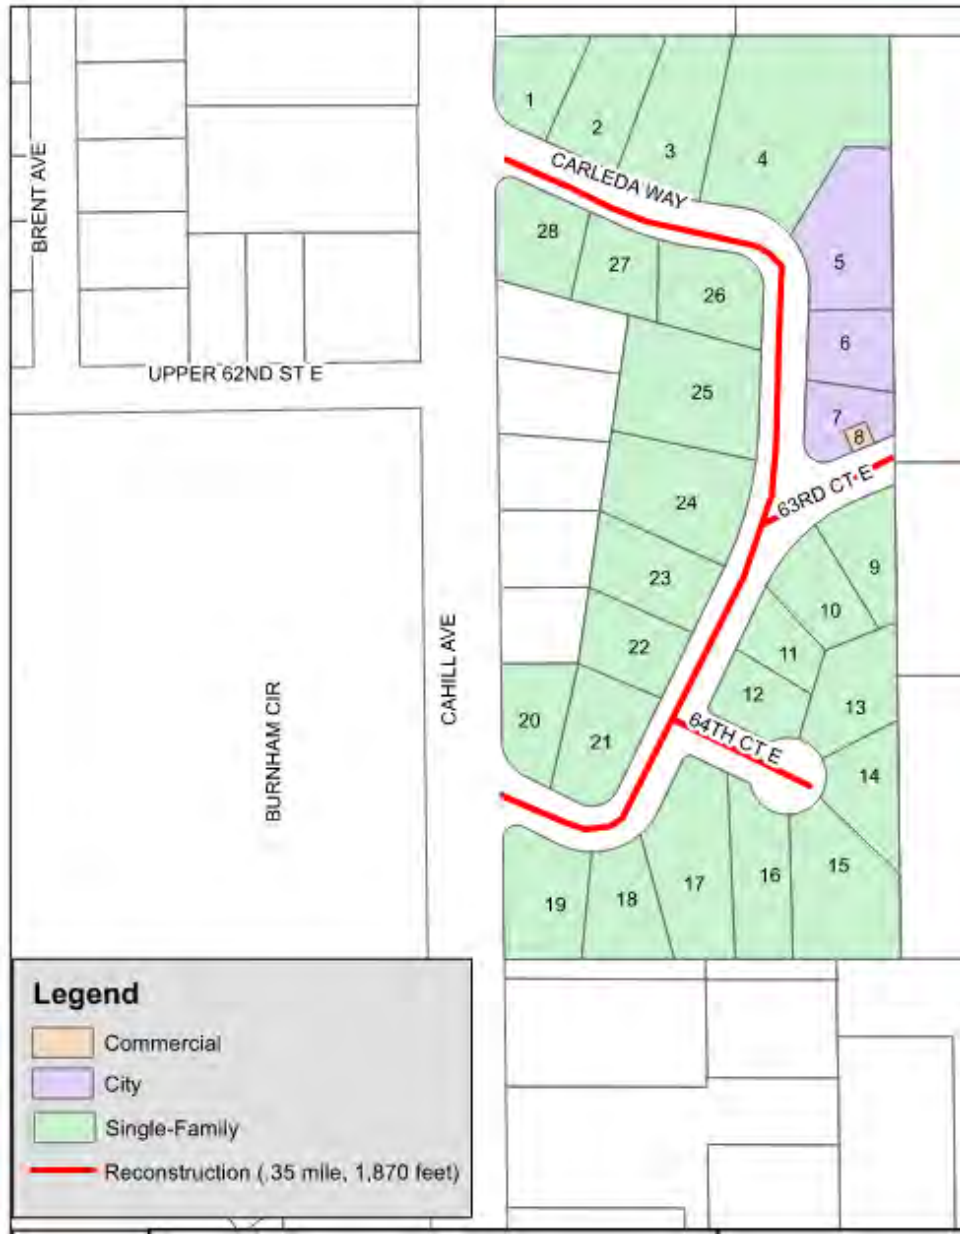 1
2
3
4
CARLEDA WAY
BRENT AVE
28
27
26
5
6
7
8
25
UPPER 62ND ST E
24
63RD CT E
23
9
10
22
11
12
13
CAHILL AVE
BURNHAM CIR
20
21
64TH CT E
14
15
16
17
18
19
Legend
Commercial
City
Single-Family
Reconstruction (.35 mile, 1,870 feet)